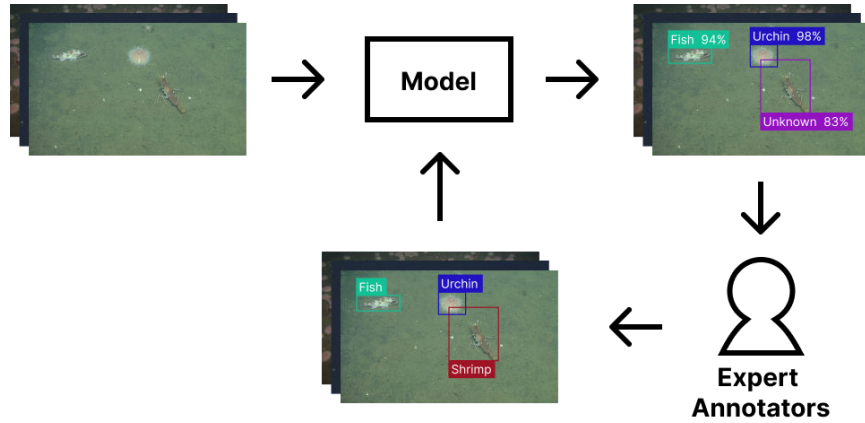 Fish 94%
Urchin 98%
Model
Unknown 83%
Fish
Urchin
Shrimp
Expert
Annotators